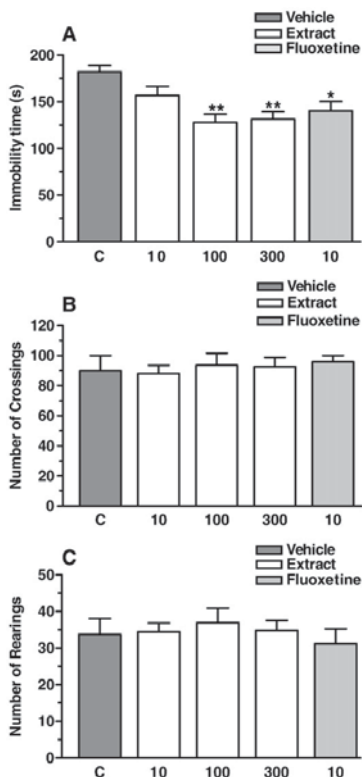 A
Vehicle
Extract
Fluoxetine
Immobility time (s)
200
150
100
50
0
**
**
*
C 10 100 300 10
B
Vehicle
Extract
Fluoxetine
Number of Crossings
120
100
80
60
40
20
0
C 10 100 300 10
C
Vehicle
Extract
Fluoxetine
Number of Rearings
50
40
30
20
10
0
C 10 100 300 10